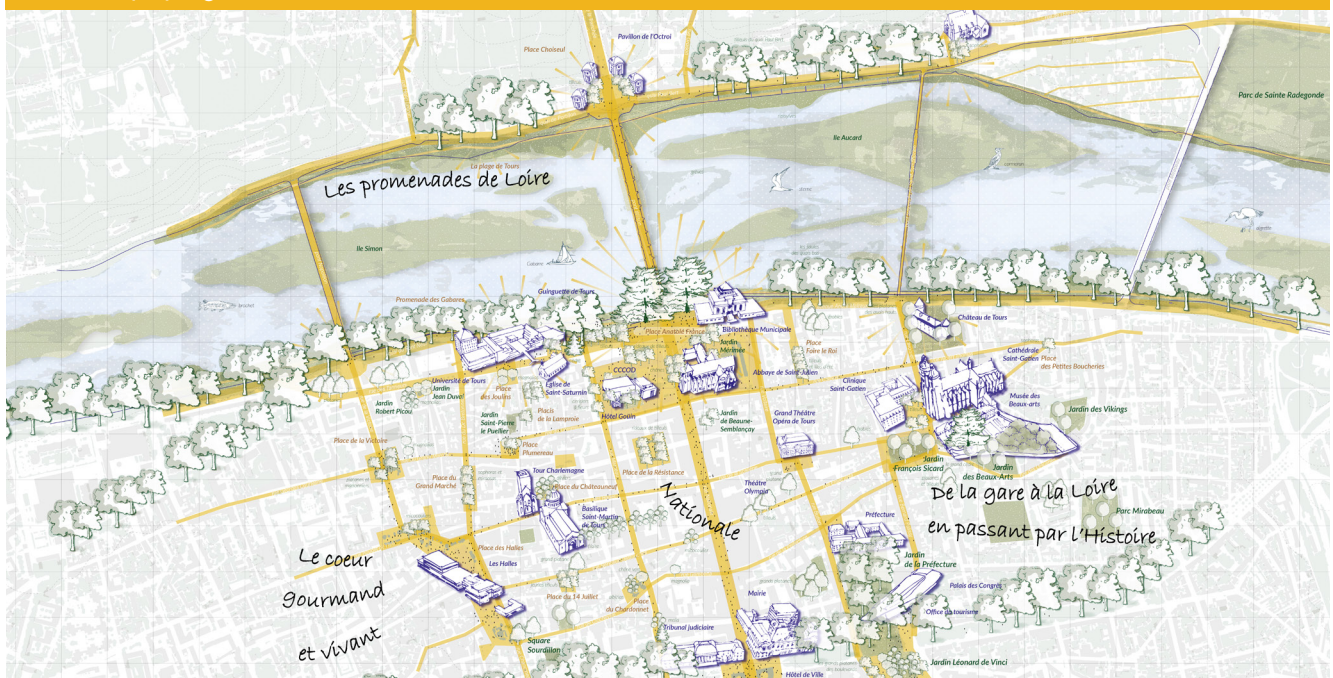 Place Choiseul
Pavillon de l'Octroi
Parc de Sainte Radegonde
Ile Aucard
La plage de Tours
Les promenades de Loire
Ile Simon
Guinguette de Tours
Promenade des Gabares
Bibliothèque Municipale
Place Anatole France
Château de Tours
Jardin
Mérimée
Place
Foire le Roi
Cathédrale
Saint-Gatien
Place
des Petites Boucheries
CCCOD
Abbaye de Saint-Julien
Université de Tours
Jardin
Jean Duval
Place
des Joulins
Eglise de
Saint-Saturnin
Clinique
Saint-Gatien
Musée des
Beaux-arts
Jardin
Robert Picou
Jardin
Saint-Pierre
le Puellier
Placis
de la Lamproie
Hôtel Goüin
Jardin
de Beaune-
Semblançay
Grand Théâtre
Opéra de Tours
Jardin des Vikings
Place de la Victoire
Place
Plumereau
Place de la Résistance
Jardin
François Sicard
Jardin
des Beaux-Arts
Place du
Grand Marché
Tour Charlemagne
Place du Châteauneuf
Théâtre
Olympia
Nationale
De la gare à la Loire
en passant par l'Histoire
Basilique
Saint-Martin
de Tours
Préfecture
Parc Mirabeau
Le coeur
gourmand
et vivant
Place des Halles
Les Halles
Jardin
de la Préfecture
Palais des Congrès
Office de tourisme
Place du 14 Juillet
Place
du Chardonnet
Mairie
Tribunal judiciaire
Square
Sourdillon
Jardin Léonard de Vinci
Hôtel de Ville